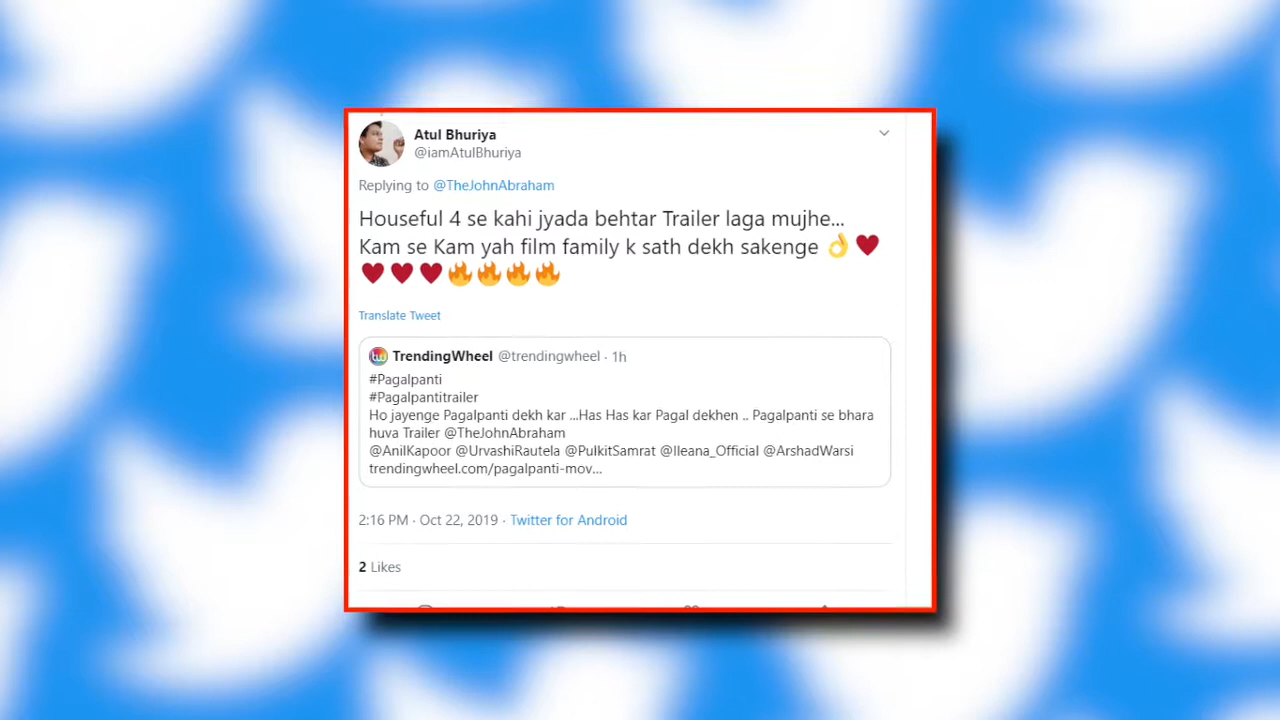 Atul Bhuriya
@iamAtulBhuriya
Replying to @TheJohnAbraham
Houseful 4 se kahi jyada behtar Trailer laga mujhe...
Kam se Kam yah film family k sath dekh sakenge 👌♥
♥♥♥🔥🔥🔥🔥
Translate Tweet
tw TrendingWheel @trendingwheel · 1h
#Pagalpanti
#Pagalpantitrailer
Ho jayenge Pagalpanti dekh kar ...Has Has kar Pagal dekhen .. Pagalpanti se bhara
huva Trailer @TheJohnAbraham
@AnilKapoor @UrvashiRautela @PulkitSamrat @Ileana_Official @ArshadWarsi
trendingwheel.com/pagalpanti-mov...
2:16 PM · Oct 22, 2019 · Twitter for Android
2 Likes